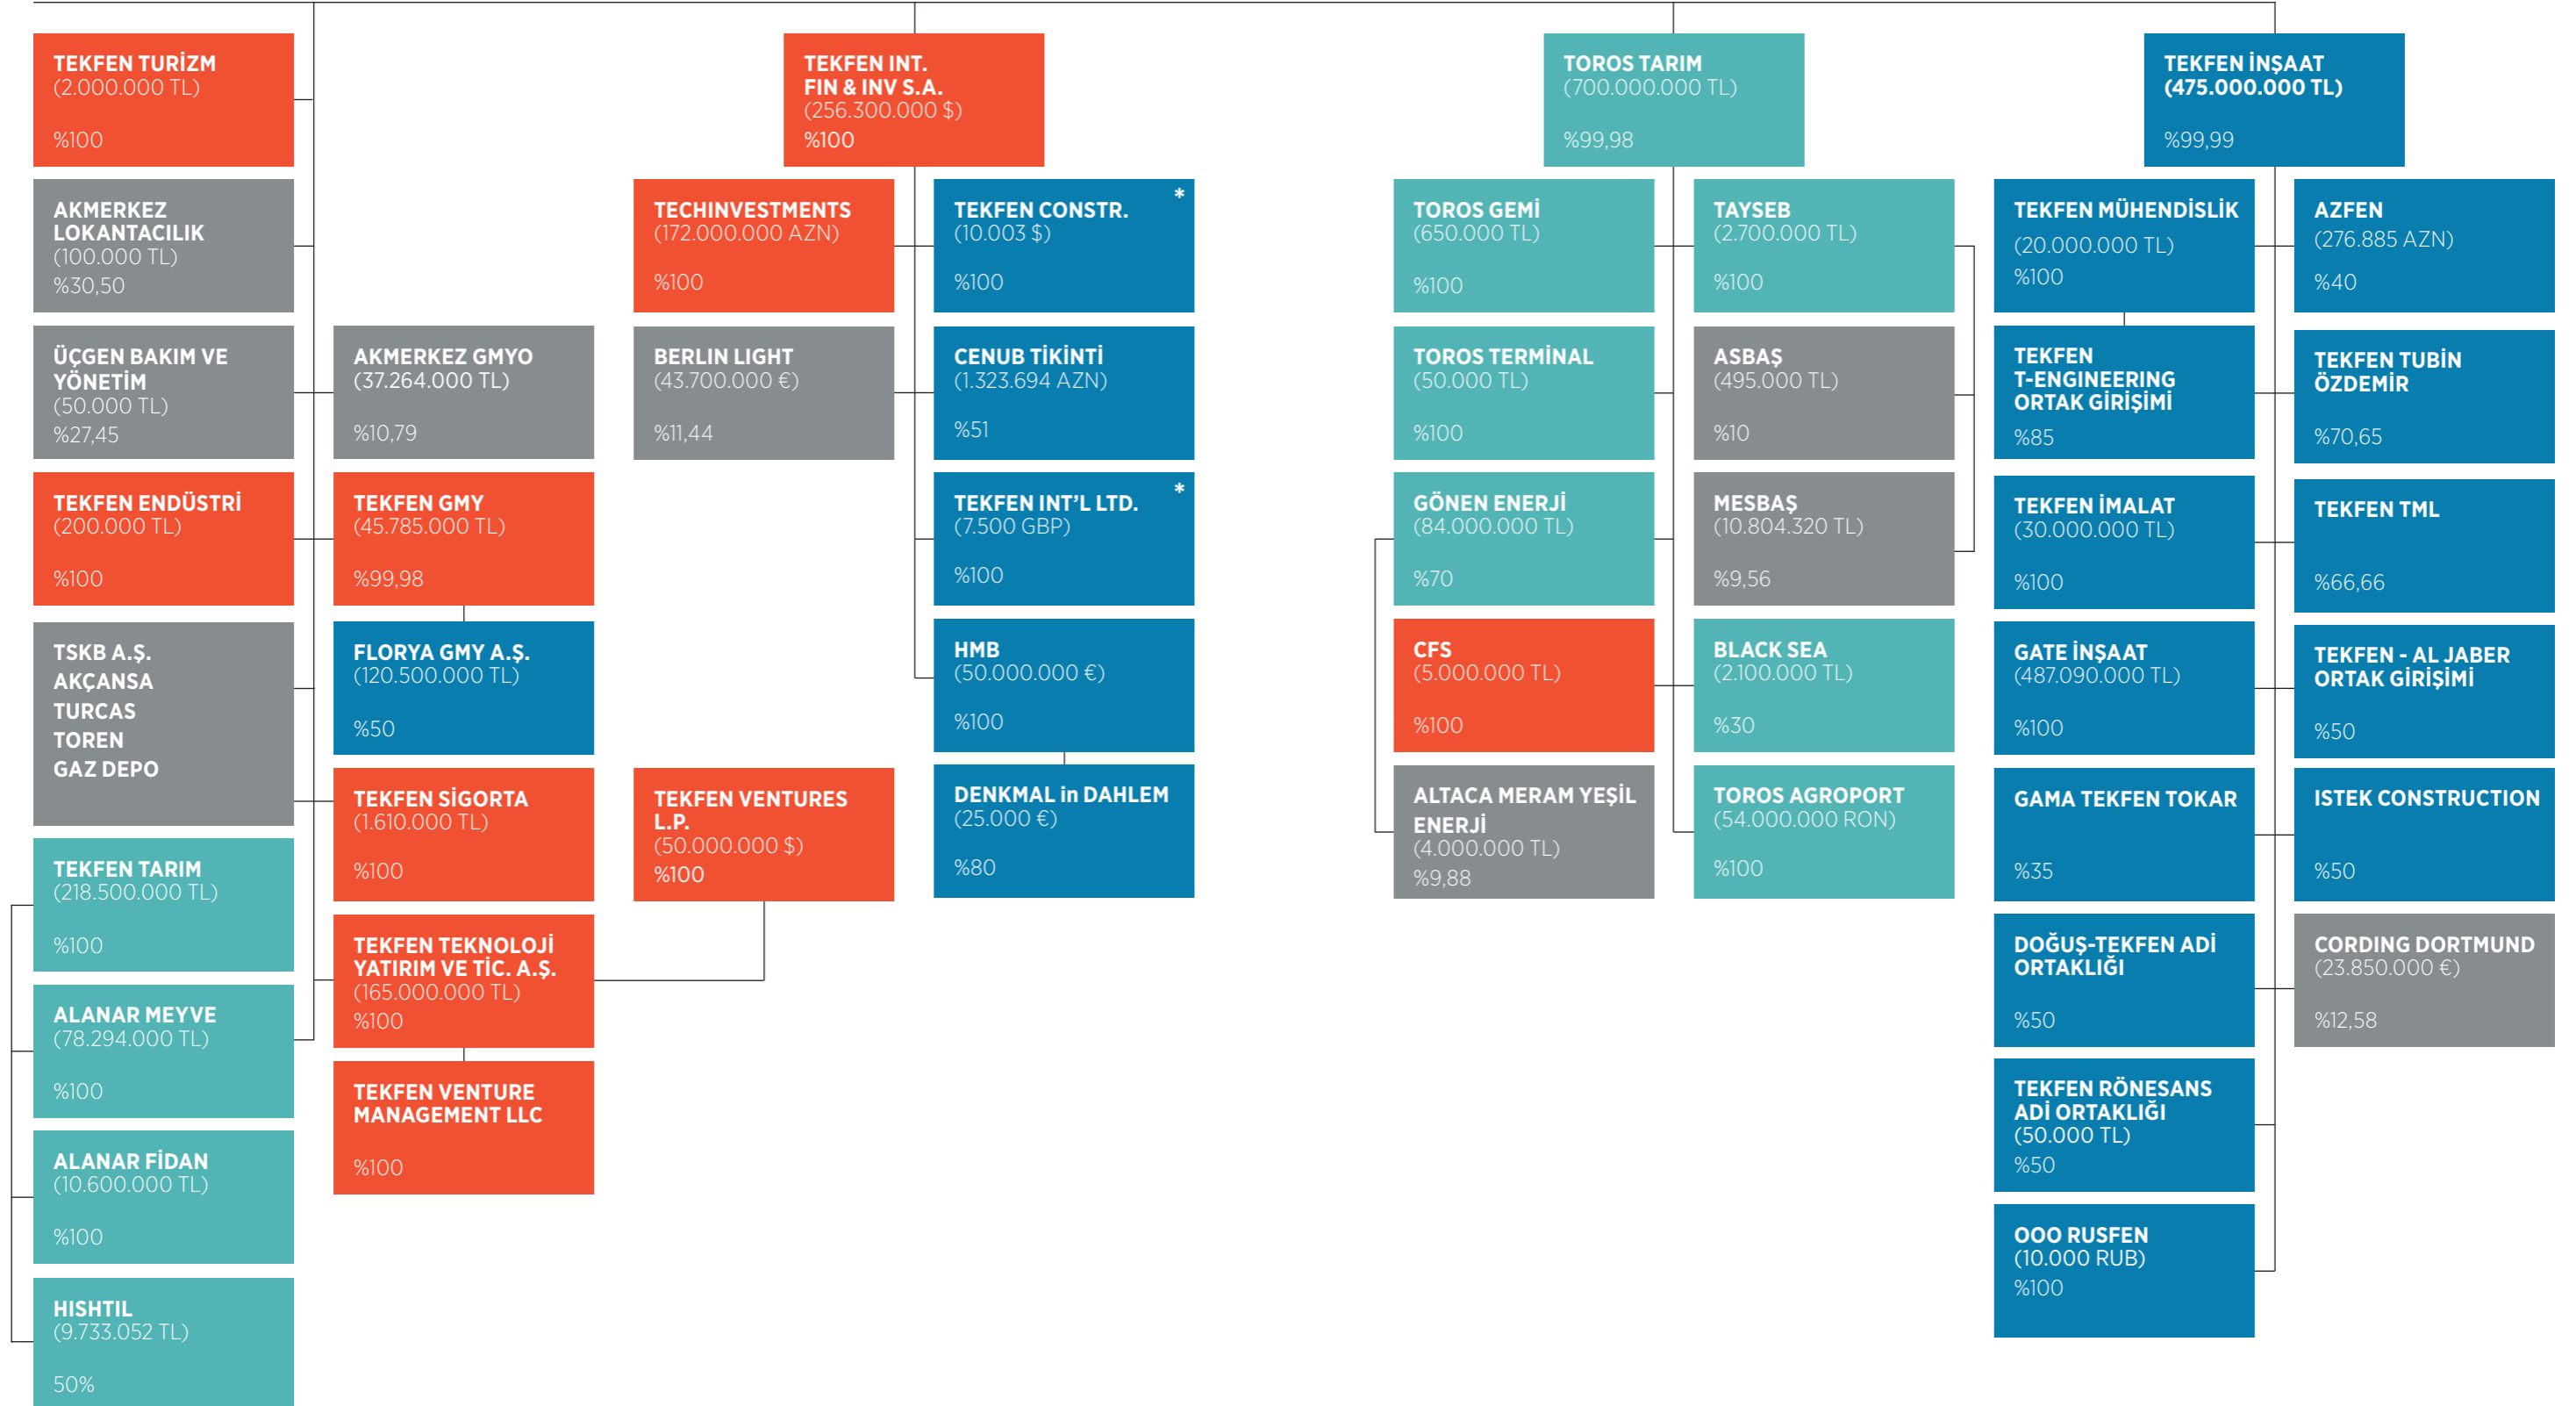 TEKFEN TURİZM
(2.000.000 TL)
%100
AKMERKEZ
LOKANTACILIK
(100.000 TL)
%30,50
ÜÇGEN BAKIM VE
YÖNETİM
(50.000 TL)
%27,45
AKMERKEZ GMYO
(37.264.000 TL)
%10,79
TEKFEN ENDÜSTRİ
(200.000 TL)
%100
TEKFEN GMY
(45.785.000 TL)
%99,98
TSKB A.Ş.
AKÇANSA
TURCAS
TOREN
GAZ DEPO
FLORYA GMY A.Ş.
(120.500.000 TL)
%50
TEKFEN SİGORTA
(1.610.000 TL)
%100
TEKFEN TARIM
(218.500.000 TL)
%100
TEKFEN TEKNOLOJİ
YATIRIM VE TİC. A.Ş.
(165.000.000 TL)
%100
ALANAR MEYVE
(78.294.000 TL)
%100
TEKFEN VENTURE
MANAGEMENT LLC
%100
ALANAR FİDAN
(10.600.000 TL)
%100
HISHTIL
(9.733.052 TL)
50%
TEKFEN INT.
FIN & INV S.A.
(256.300.000 $)
%100
TECHINVESTMENTS
(172.000.000 AZN)
%100
TEKFEN CONSTR. *
(10.003 $)
%100
BERLIN LIGHT
(43.700.000 €)
%11,44
CENUB TİKİNTİ
(1.323.694 AZN)
%51
TEKFEN INT'L LTD. *
(7.500 GBP)
%100
HMB
(50.000.000 €)
%100
TEKFEN VENTURES
L.P.
(50.000.000 $)
%100
DENKMAL in DAHLEM
(25.000 €)
%80
TOROS TARIM
(700.000.000 TL)
%99,98
TOROS GEMİ
(650.000 TL)
%100
TAYSEB
(2.700.000 TL)
%100
TOROS TERMİNAL
(50.000 TL)
%100
ASBAŞ
(495.000 TL)
%10
GÖNEN ENERJİ
(84.000.000 TL)
%70
MESBAŞ
(10.804.320 TL)
%9,56
CFS
(5.000.000 TL)
%100
BLACK SEA
(2.100.000 TL)
%30
ALTACA MERAM YEŞİL
ENERJİ
(4.000.000 TL)
%9,88
TOROS AGROPORT
(54.000.000 RON)
%100
TEKFEN İNŞAAT
(475.000.000 TL)
%99,99
TEKFEN MÜHENDİSLİK
(20.000.000 TL)
%100
AZFEN
(276.885 AZN)
%40
TEKFEN
T-ENGINEERING
ORTAK GİRİŞİMİ
%85
TEKFEN TUBİN
ÖZDEMİR
%70,65
TEKFEN İMALAT
(30.000.000 TL)
%100
TEKFEN TML
%66,66
GATE İNŞAAT
(487.090.000 TL)
%100
TEKFEN - AL JABER
ORTAK GİRİŞİMİ
%50
GAMA TEKFEN TOKAR
%35
ISTEK CONSTRUCTION
%50
DOĞUŞ-TEKFEN ADİ
ORTAKLIĞI
%50
CORDING DORTMUND
(23.850.000 €)
%12,58
TEKFEN RÖNESANS
ADİ ORTAKLIĞI
(50.000 TL)
%50
OOO RUSFEN
(10.000 RUB)
%100